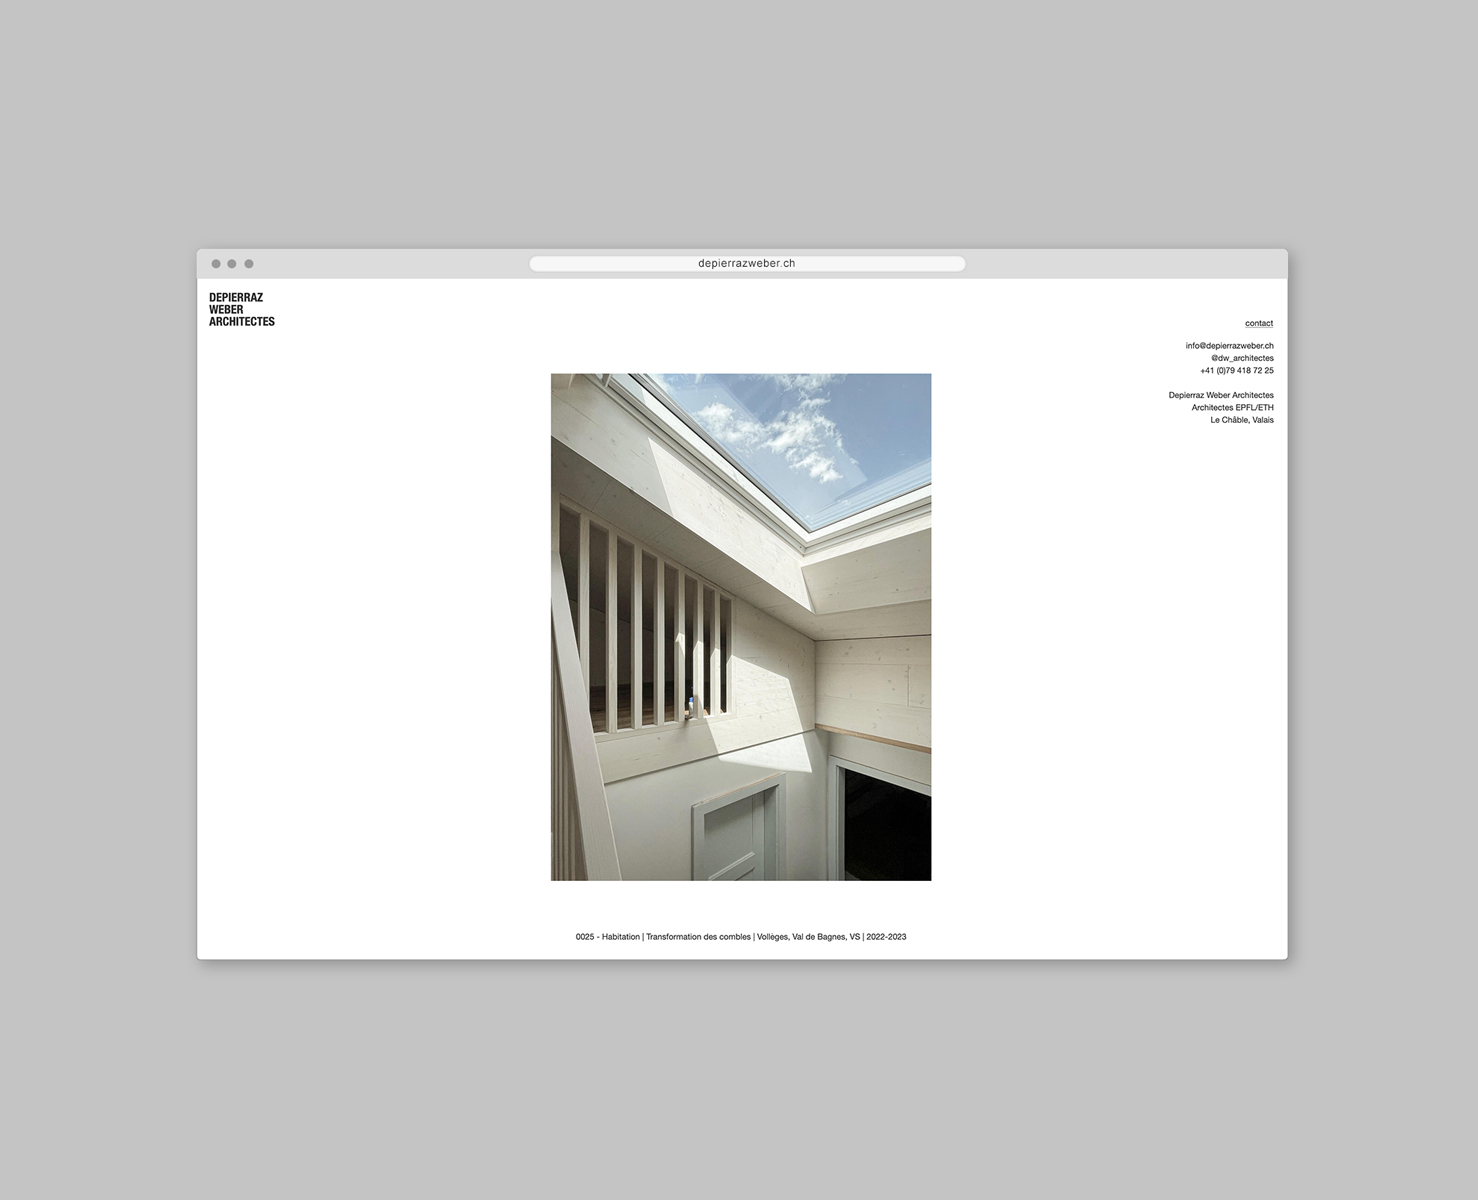 depierrazweber.ch
DEPIERRAZ
WEBER
ARCHITECTES
contact
info@depierrazweber.ch
@dw_architectes
+41 (0)79 418 72 25
Depierraz Weber Architectes
Architectes EPFL/ETH
Le Châble, Valais
0025 - Habitation | Transformation des combles | Vollèges, Val de Bagnes, VS | 2022-2023